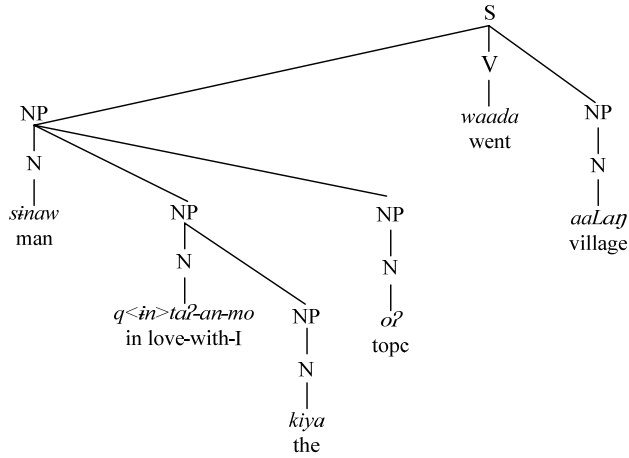 S
V
NP
waada
NP
went
N
N
sɨnaw
NP
NP
aaLaŋ
man
village
N
N
q<ɨn>taʔ-an-mo
NP
oʔ
in love-with-I
topc
N
kiya
the